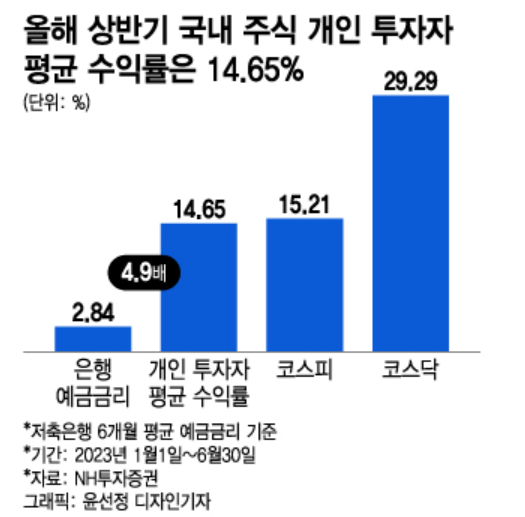 올해 상반기 국내 주식 개인 투자자
평균 수익률은 14.65%
(단위: %)
29.29
14.65
15.21
4.9배
2.84
은행
예금금리
개인 투자자
평균 수익률
코스피
코스닥
*저축은행 6개월 평균 예금금리 기준
*기간: 2023년 1월1일~6월30일
*자료: NH투자증권
그래픽: 윤선정 디자인기자